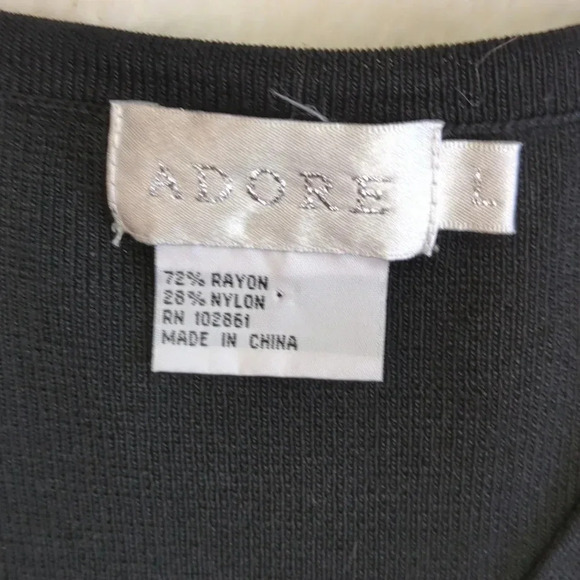 ADORE
L
72% RAYON
28% NYLON
RN 102861
MADE IN CHINA